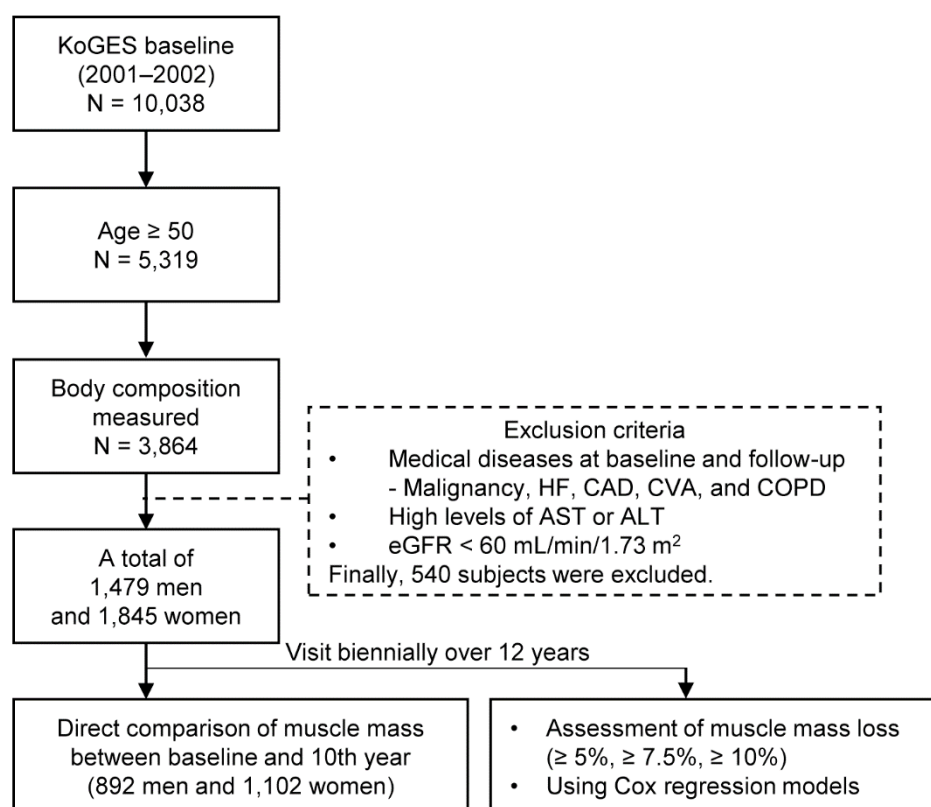 KoGES baseline
(2001–2002)
N = 10,038
Age ≥ 50
N = 5,319
Body composition
measured
N = 3,864
Exclusion criteria
• Medical diseases at baseline and follow-up
- Malignancy, HF, CAD, CVA, and COPD
• High levels of AST or ALT
• eGFR < 60 mL/min/1.73 m²
Finally, 540 subjects were excluded.
A total of
1,479 men
and 1,845 women
Visit biennially over 12 years
Direct comparison of muscle mass
between baseline and 10th year
(892 men and 1,102 women)
• Assessment of muscle mass loss
(≥ 5%, ≥ 7.5%, ≥ 10%)
• Using Cox regression models